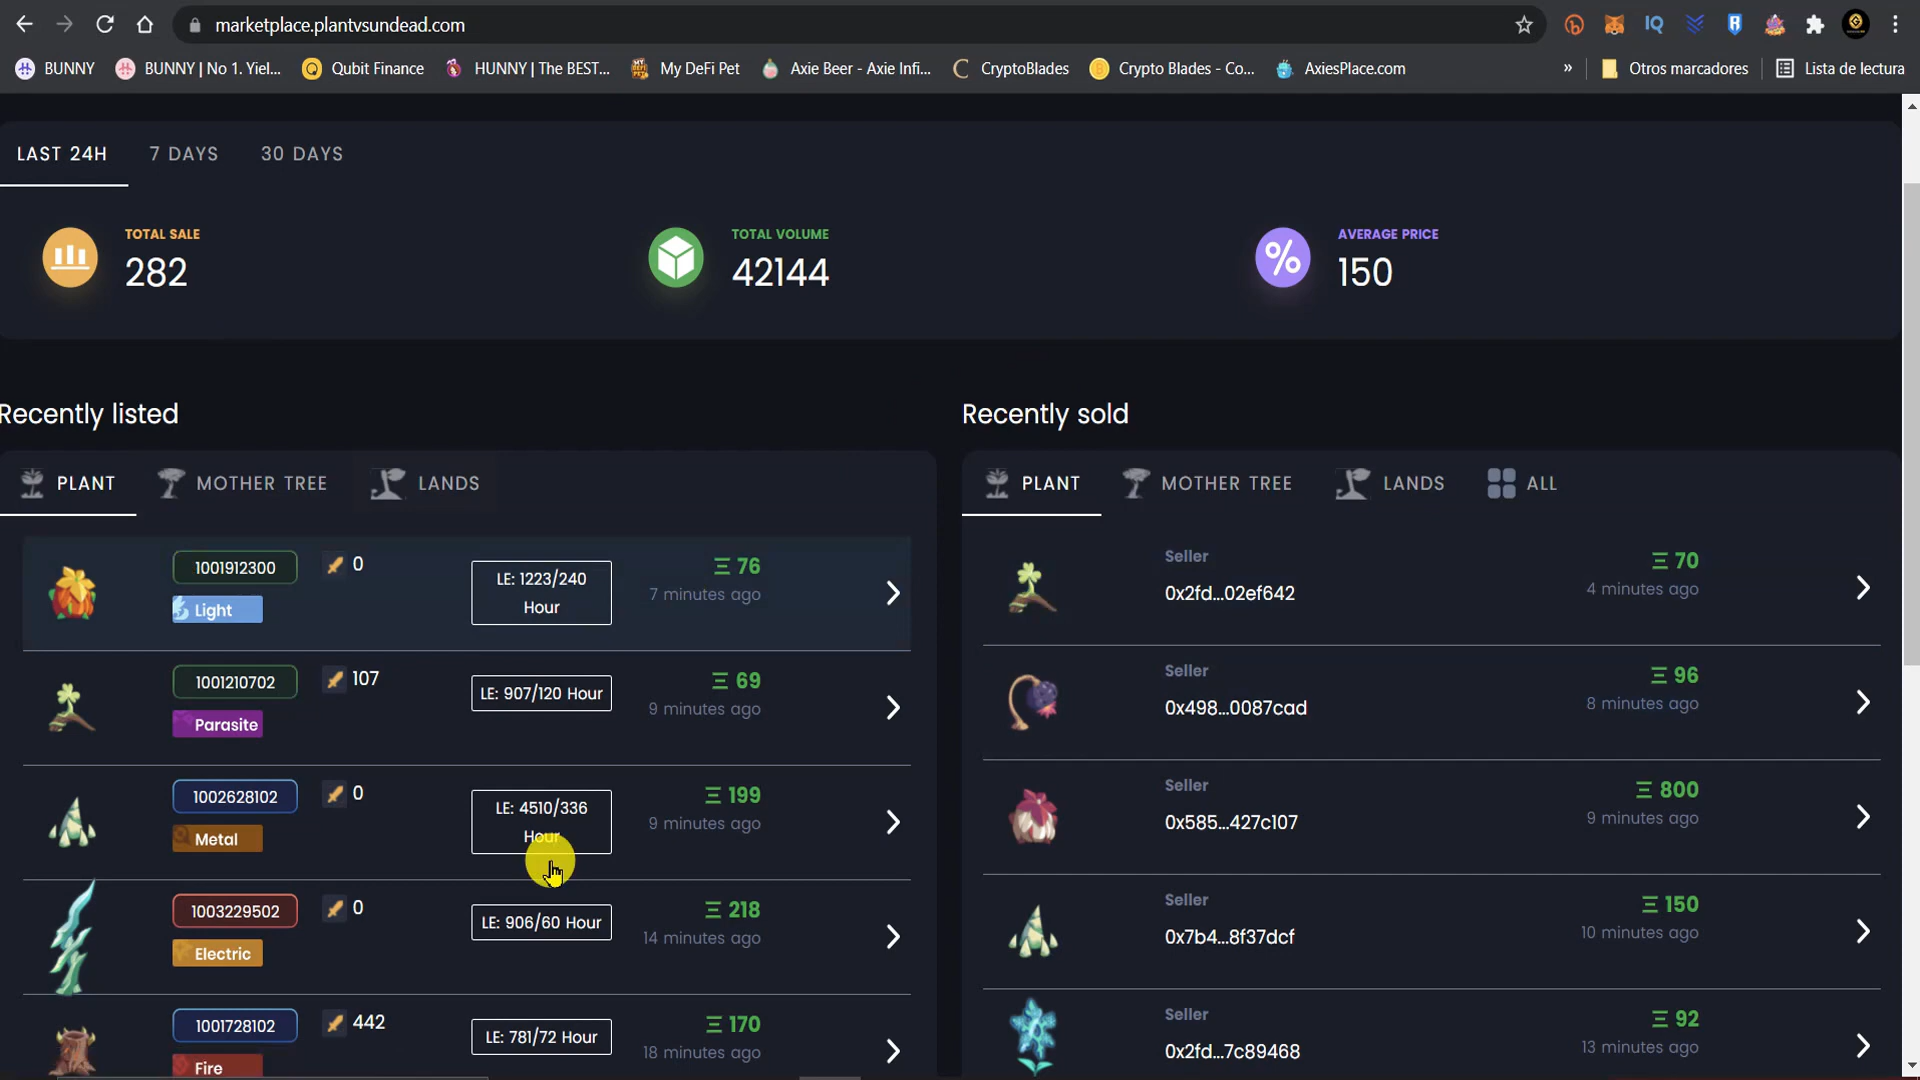 marketplace.plantvsundead.com
BUNNY BUNNY | No 1. Yiel... Qubit Finance HUNNY | The BEST... My DeFi Pet Axie Beer - Axie Infi... CryptoBlades Crypto Blades - Co... AxiesPlace.com » Otros marcadores Lista de lectura
LAST 24H 7 DAYS 30 DAYS
TOTAL SALE
282
TOTAL VOLUME
42144
AVERAGE PRICE
150
Recently listed
PLANT MOTHER TREE LANDS
1001912300 0
Light
LE: 1223/240
Hour
76
7 minutes ago
1001210702 107
Parasite
LE: 907/120 Hour
69
9 minutes ago
1002628102 0
Metal
LE: 4510/336
Hour
199
9 minutes ago
1003229502 0
Electric
LE: 906/60 Hour
218
14 minutes ago
1001728102 442
Fire
LE: 781/72 Hour
170
18 minutes ago
Recently sold
PLANT MOTHER TREE LANDS ALL
Seller
0x2fd...02ef642
70
4 minutes ago
Seller
0x498...0087cad
96
8 minutes ago
Seller
0x585...427c107
800
9 minutes ago
Seller
0x7b4...8f37dcf
150
10 minutes ago
Seller
0x2fd...7c89468
92
13 minutes ago